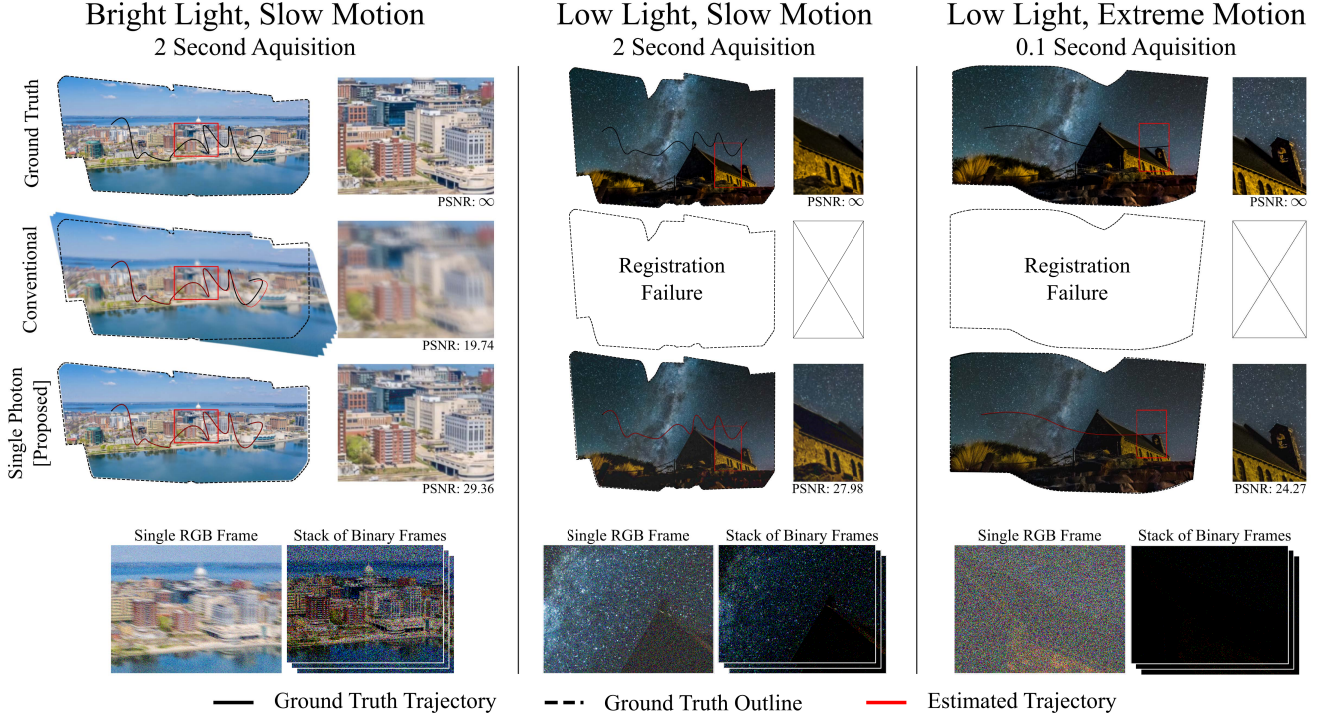 Bright Light, Slow Motion
2 Second Aquisition
Low Light, Slow Motion
2 Second Aquisition
Low Light, Extreme Motion
0.1 Second Aquisition
Ground Truth
PSNR: ∞
PSNR: ∞
PSNR: ∞
Conventional
PSNR: 19.74
Registration
Failure
Registration
Failure
Single Photon
[Proposed]
PSNR: 29.36
PSNR: 27.98
PSNR: 24.27
Single RGB Frame
Stack of Binary Frames
Single RGB Frame
Stack of Binary Frames
Single RGB Frame
Stack of Binary Frames
Ground Truth Trajectory
Ground Truth Outline
Estimated Trajectory